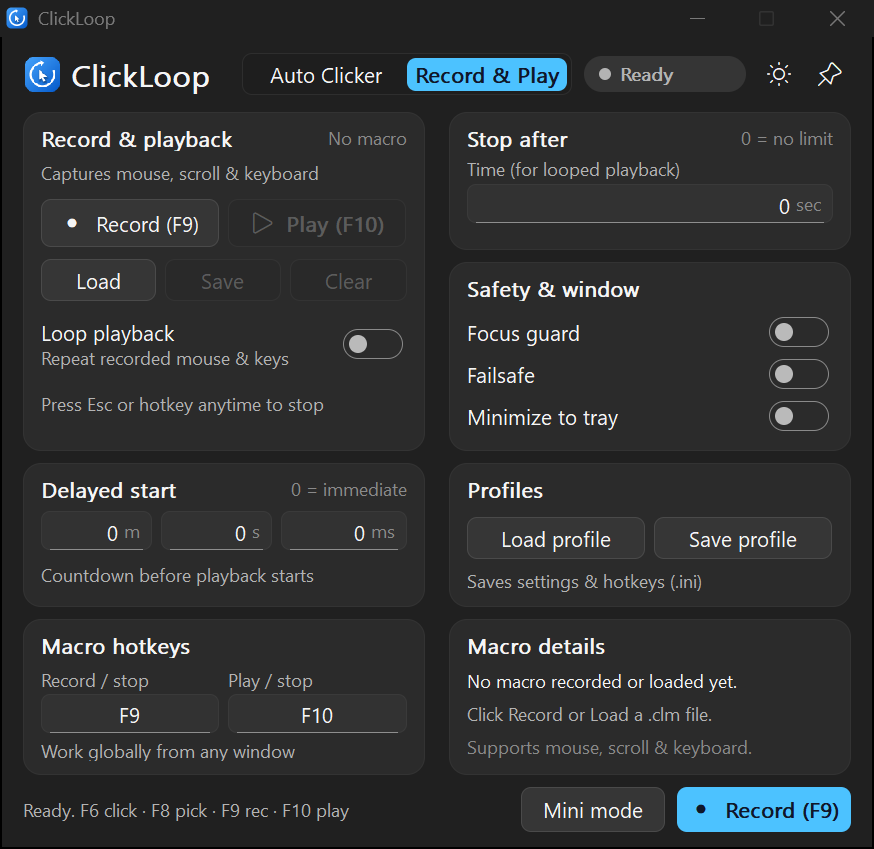 ClickLoop
ClickLoop
Auto Clicker
Record & Play
Ready
Record & playback
No macro
Captures mouse, scroll & keyboard
Record (F9)
Play (F10)
Load
Save
Clear
Loop playback
Repeat recorded mouse & keys
Press Esc or hotkey anytime to stop
Stop after
0 = no limit
Time (for looped playback)
0 sec
Safety & window
Focus guard
Failsafe
Minimize to tray
Delayed start
0 = immediate
0 m
0 s
0 ms
Countdown before playback starts
Profiles
Load profile
Save profile
Saves settings & hotkeys (.ini)
Macro hotkeys
Record / stop
Play / stop
F9
F10
Work globally from any window
Macro details
No macro recorded or loaded yet.
Click Record or Load a .clm file.
Supports mouse, scroll & keyboard.
Ready. F6 click · F8 pick · F9 rec · F10 play
Mini mode
Record (F9)